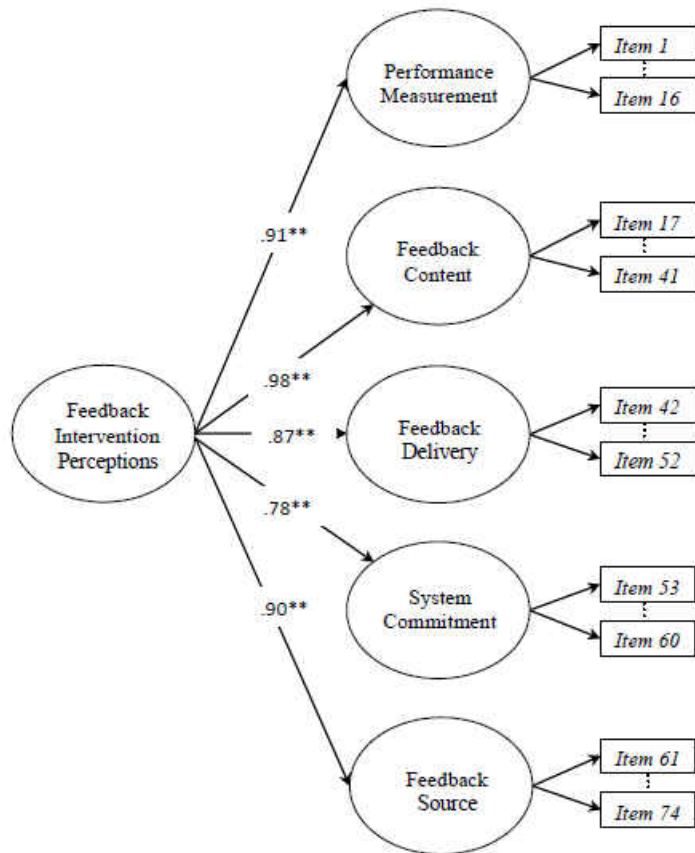 Performance
Measurement
Item 1
Item 16
.91**
Feedback
Content
Item 17
Item 41
.98**
Feedback
Intervention
Perceptions
.87**
Feedback
Delivery
Item 42
Item 52
.78**
System
Commitment
Item 53
Item 60
.90**
Feedback
Source
Item 61
Item 74